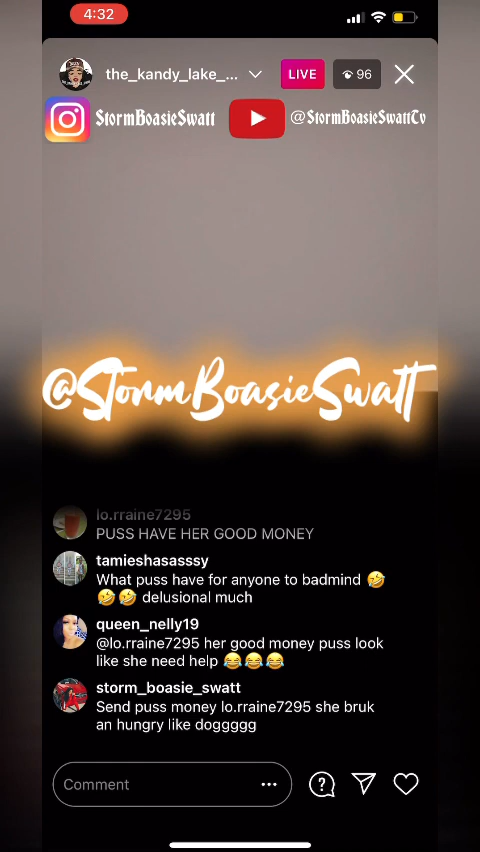 4:32
the_kandy_lake_...
LIVE
96
StormBoasieSwatt
@StormBoasieSwattTv
@StormBoasieSwatt
lo.rraine7295
PUSS HAVE HER GOOD MONEY
tamieshasasssy
What puss have for anyone to badmind 🤣
🤣🤣 delusional much
queen_nelly19
@lo.rraine7295 her good money puss look
like she need help 😂😂😂
storm_boasie_swatt
Send puss money lo.rraine7295 she bruk
an hungry like doggggg
Comment